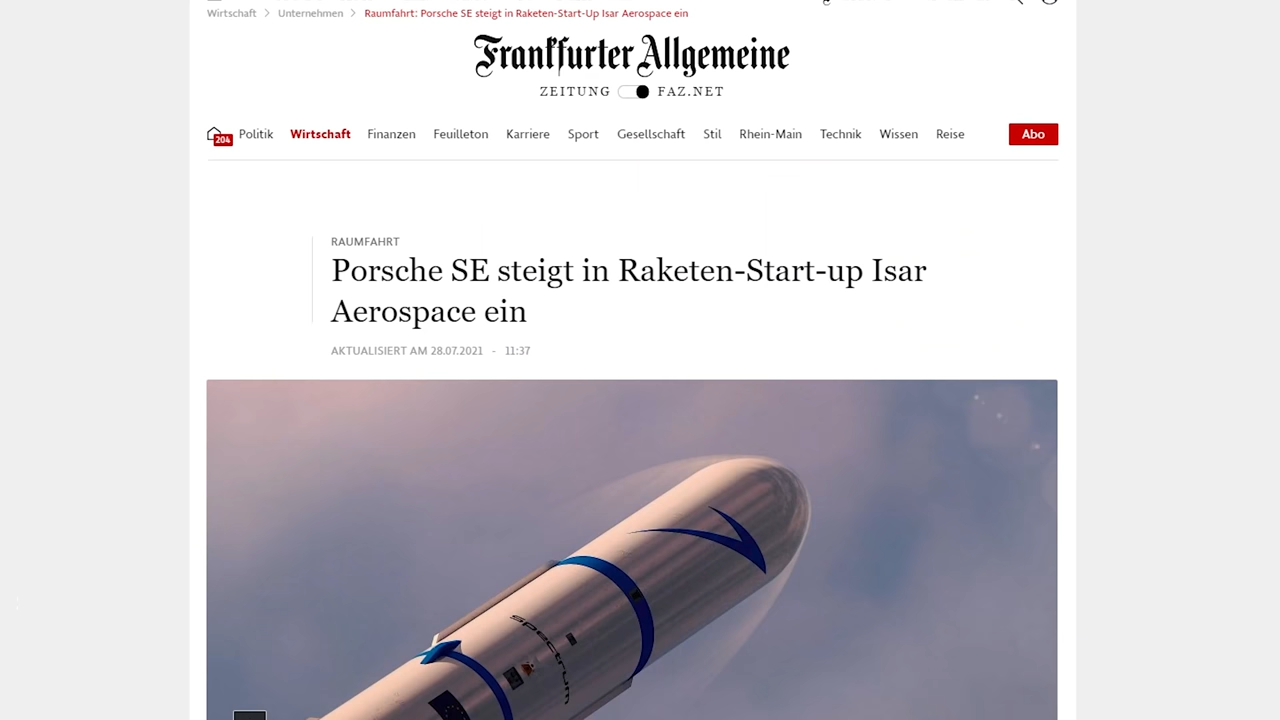 Wirtschaft > Unternehmen > Raumfahrt: Porsche SE steigt in Raketen-Start-Up Isar Aerospace ein
Frankfurter Allgemeine
ZEITUNG FAZ.NET
204 Politik Wirtschaft Finanzen Feuilleton Karriere Sport Gesellschaft Stil Rhein-Main Technik Wissen Reise Abo
RAUMFAHRT
Porsche SE steigt in Raketen-Start-up Isar
Aerospace ein
AKTUALISIERT AM 28.07.2021 - 11:37
spectrum